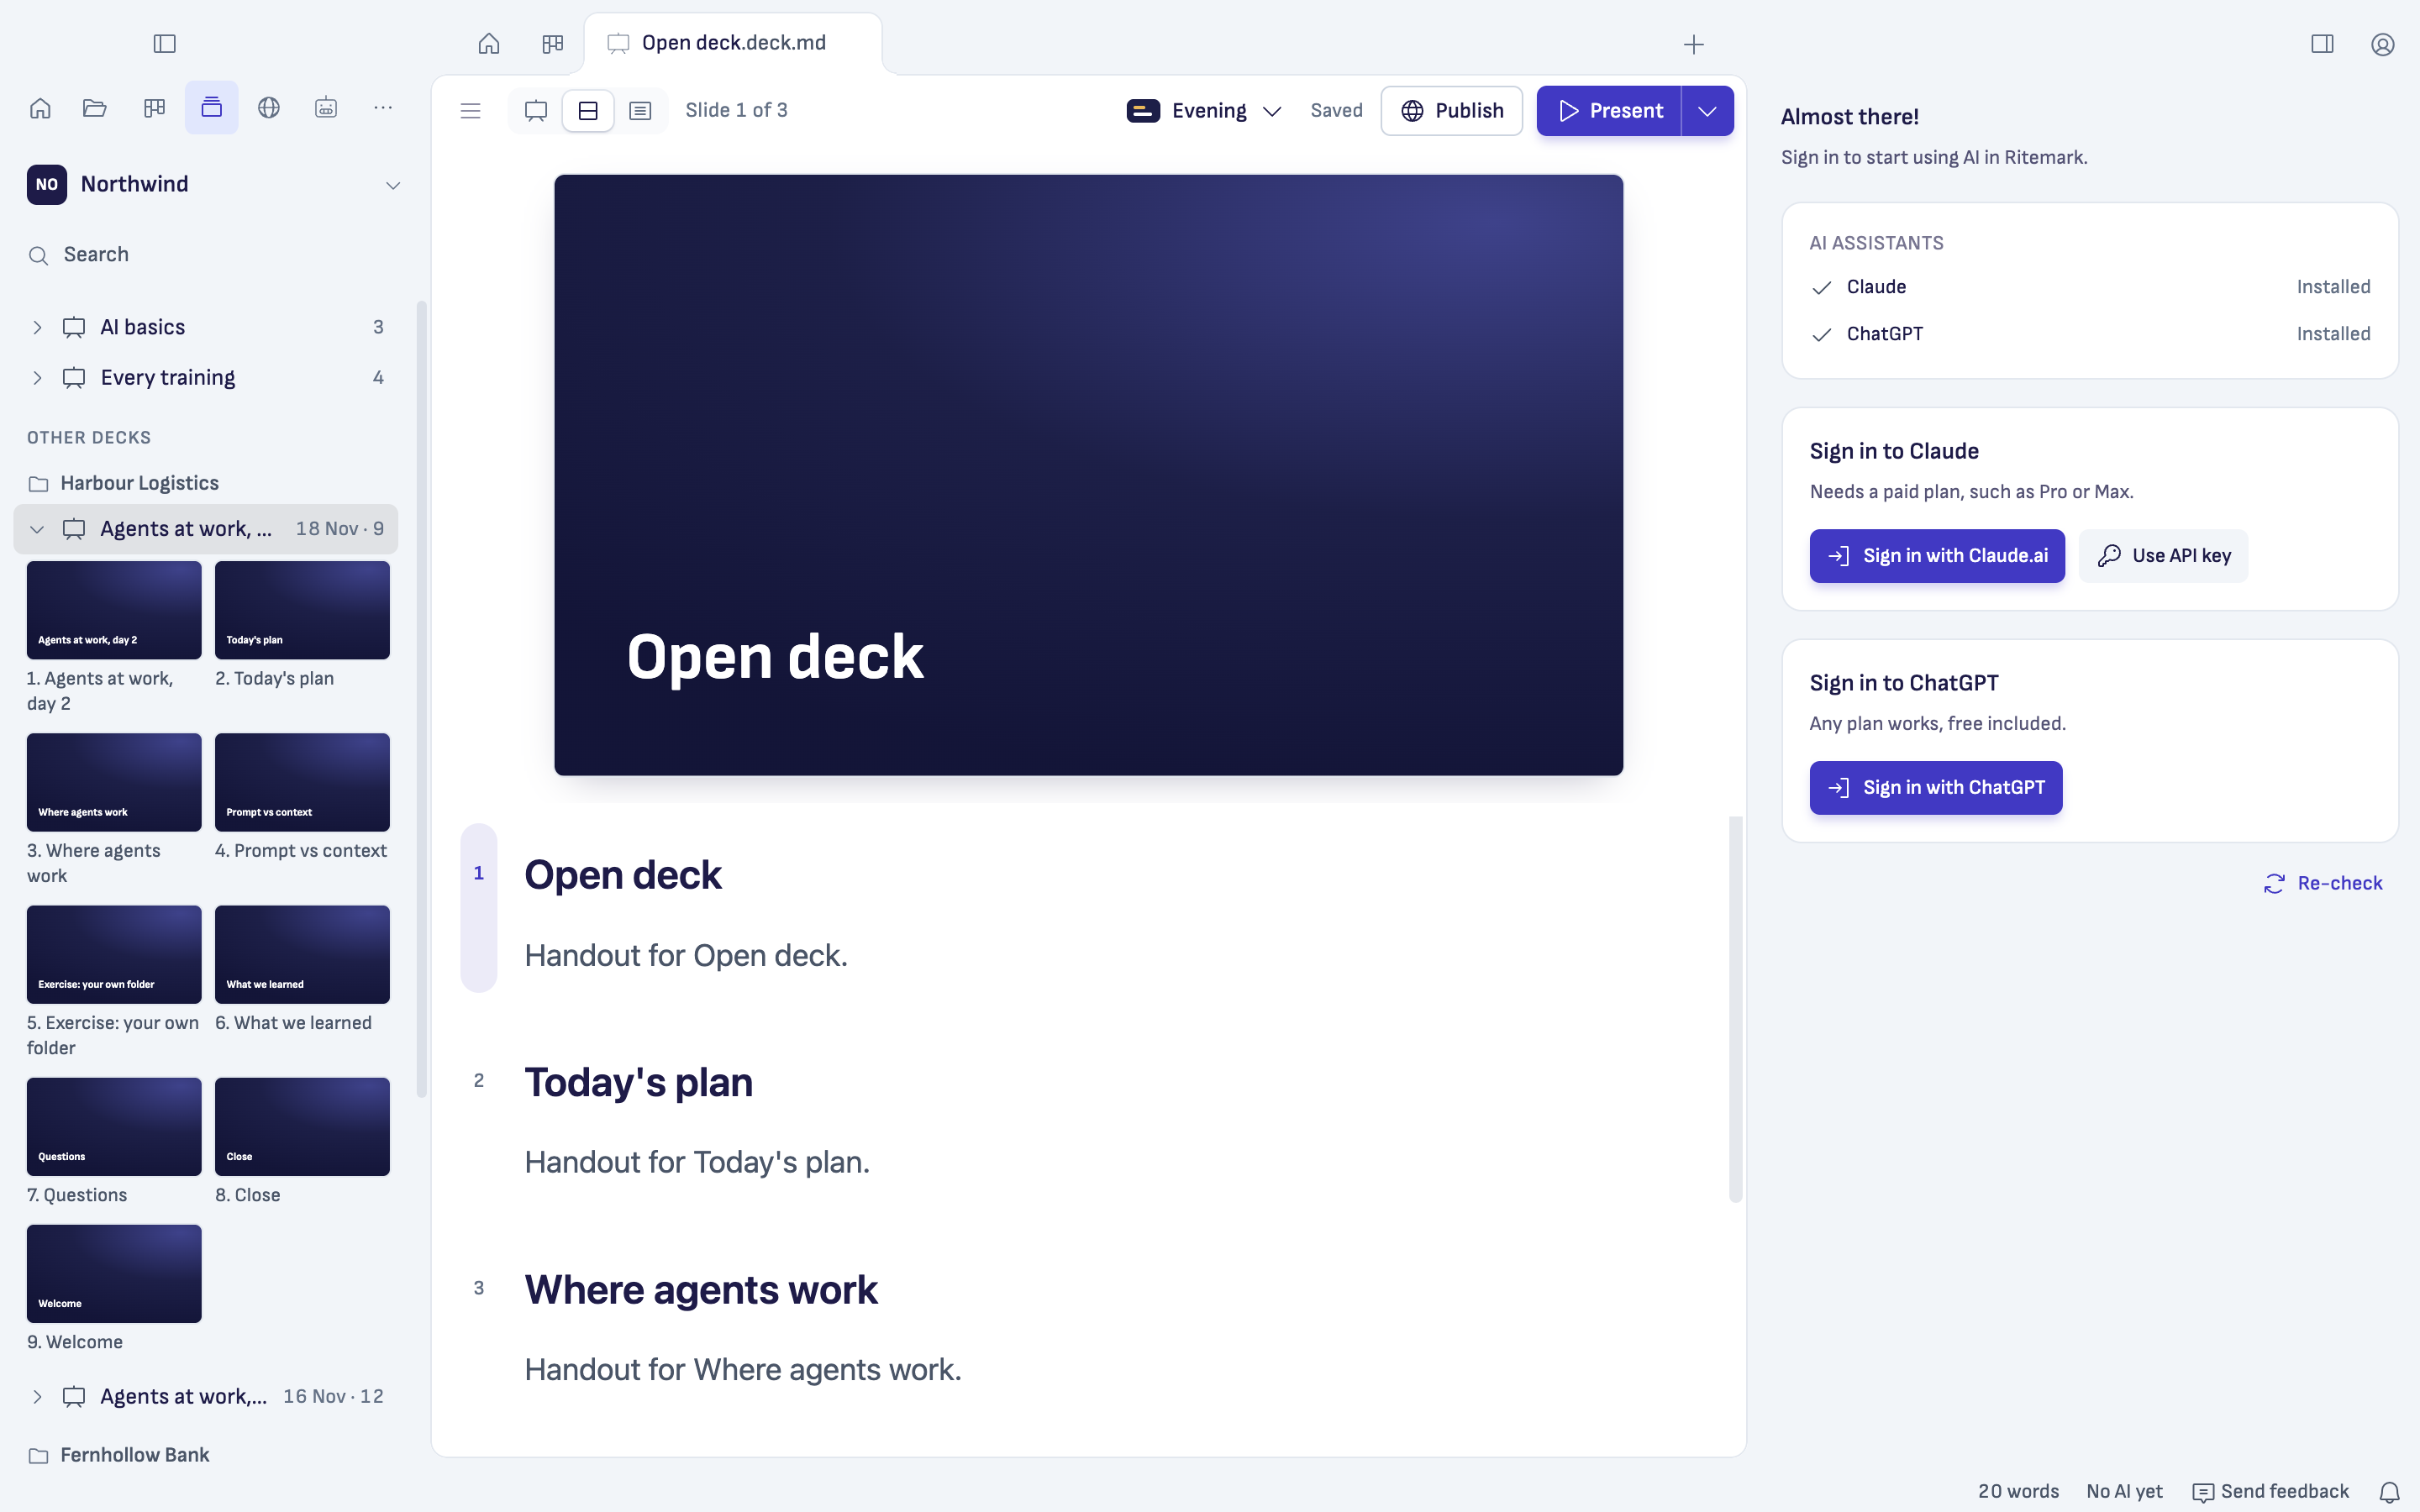 Open deck.deck.md
NO
Northwind
Search
AI basics
3
Every training
4
OTHER DECKS
Harbour Logistics
Agents at work, ...
18 Nov · 9
Agents at work, day 2
Today's plan
1. Agents at work,
day 2
2. Today's plan
Where agents work
Prompt vs context
3. Where agents
work
4. Prompt vs context
Exercise: your own folder
What we learned
5. Exercise: your own
folder
6. What we learned
Questions
Close
7. Questions
8. Close
Welcome
9. Welcome
Agents at work,...
16 Nov · 12
Fernhollow Bank
Slide 1 of 3
Evening
Saved
Publish
Present
Open deck
1
Open deck
Handout for Open deck.
2
Today's plan
Handout for Today's plan.
3
Where agents work
Handout for Where agents work.
Almost there!
Sign in to start using AI in Ritemark.
AI ASSISTANTS
Claude
Installed
ChatGPT
Installed
Sign in to Claude
Needs a paid plan, such as Pro or Max.
Sign in with Claude.ai
Use API key
Sign in to ChatGPT
Any plan works, free included.
Sign in with ChatGPT
Re-check
20 words
No AI yet
Send feedback